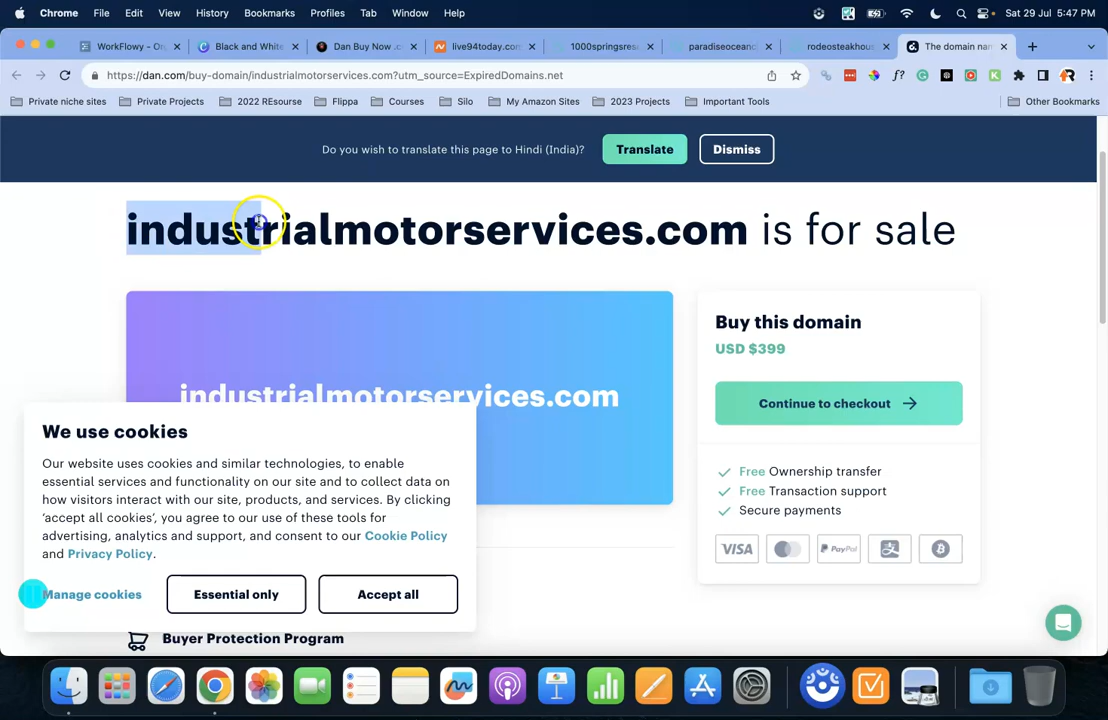 Chrome File Edit View History Bookmarks Profiles Tab Window Help Sat 29 Jul 5:47 PM
WorkFlowy - Or Black and White Dan Buy Now .c live94today.com 1000springsres paradiseocean rodeosteakhou The domain nan
https://dan.com/buy-domain/industrialmotorservices.com?utm_source=ExpiredDomains.net
Private niche sites Private Projects 2022 REsourse Flippa Courses Silo My Amazon Sites 2023 Projects Important Tools Other Bookmarks
Do you wish to translate this page to Hindi (India)? Translate Dismiss
industrialmotorservices.com is for sale
industrialmotorservices.com
Buy this domain
USD $399
Continue to checkout
Free Ownership transfer
Free Transaction support
Secure payments
VISA PayPal
We use cookies
Our website uses cookies and similar technologies, to enable
essential services and functionality on our site and to collect data on
how visitors interact with our site, products, and services. By clicking
'accept all cookies', you agree to our use of these tools for
advertising, analytics and support, and consent to our Cookie Policy
and Privacy Policy.
Manage cookies Essential only Accept all
Buyer Protection Program